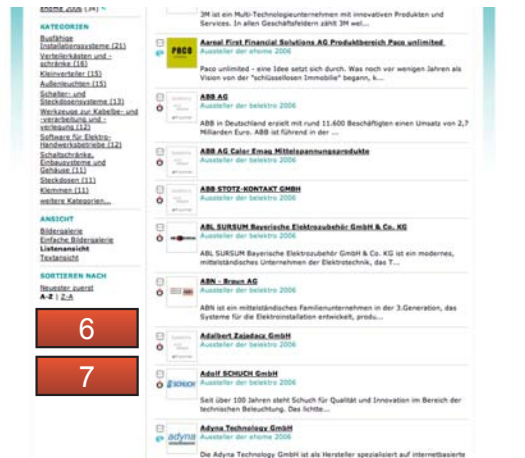 ehome 2006 (34)
KATEGORIEN
Busfähige
Installationssysteme (21)
Verteilerkästen und -
schränke (16)
Kleinverteiler (15)
Außenleuchten (15)
Schalter- und
Steckdosensysteme (13)
Werkzeuge zur Kabelbe- und
-verarbeitung und -
verlegung (12)
Software für Elektro-
Handwerksbetriebe (12)
Schaltschränke,
Einbausysteme und
Gehäuse (11)
Steckdosen (11)
Klemmen (11)
weitere Kategorien...
ANSICHT
Bildergalerie
Einfache Bildergalerie
Listenansicht
Textansicht
SORTIEREN NACH
Neuester zuerst
A-Z | Z-A
6
7
3M ist ein Multi-Technologieunternehmen mit innovativen Produkten und
Services. In allen Geschäftsfeldern zählt 3M wel...
PACO
Aareal First Financial Solutions AG Produktbereich Paco unlimited
Aussteller der ehome 2006
Paco unlimited - eine Idee setzt sich durch. Was noch vor wenigen Jahren als
Vision von der "schlüssellosen Immobilie" begann, k...
ABB AG
Aussteller der belektro 2006
ABB in Deutschland erzielt mit rund 11.600 Beschäftigten einen Umsatz von 2,7
Milliarden Euro. ABB ist führend in der ...
ABB AG Calor Emag Mittelspannungsprodukte
Aussteller der belektro 2006
ABB STOTZ-KONTAKT GMBH
Aussteller der belektro 2006
ABL SURSUM Bayerische Elektrozubehör GmbH & Co. KG
Aussteller der belektro 2006
ABL SURSUM Bayerische Elektrozubehör GmbH & Co. KG ist ein modernes,
mittelständisches Unternehmen der Elektrotechnik, das T...
ABN - Braun AG
Aussteller der belektro 2006
ABN ist ein mittelständisches Familienunternehmen in der 3.Generation, das
Systeme für die Elektroinstallation entwickelt, produ...
Adalbert Zajadacz GmbH
Aussteller der belektro 2006
SCHUCH
Adolf SCHUCH GmbH
Aussteller der belektro 2006
Seit über 100 Jahren steht Schuch für Qualität und Innovation im Bereich der
technischen Beleuchtung. Das lichtte...
adyna
Adyna Technology GmbH
Aussteller der ehome 2006
Die Adyna Technology GmbH ist als Hersteller spezialisiert auf internetbasierte